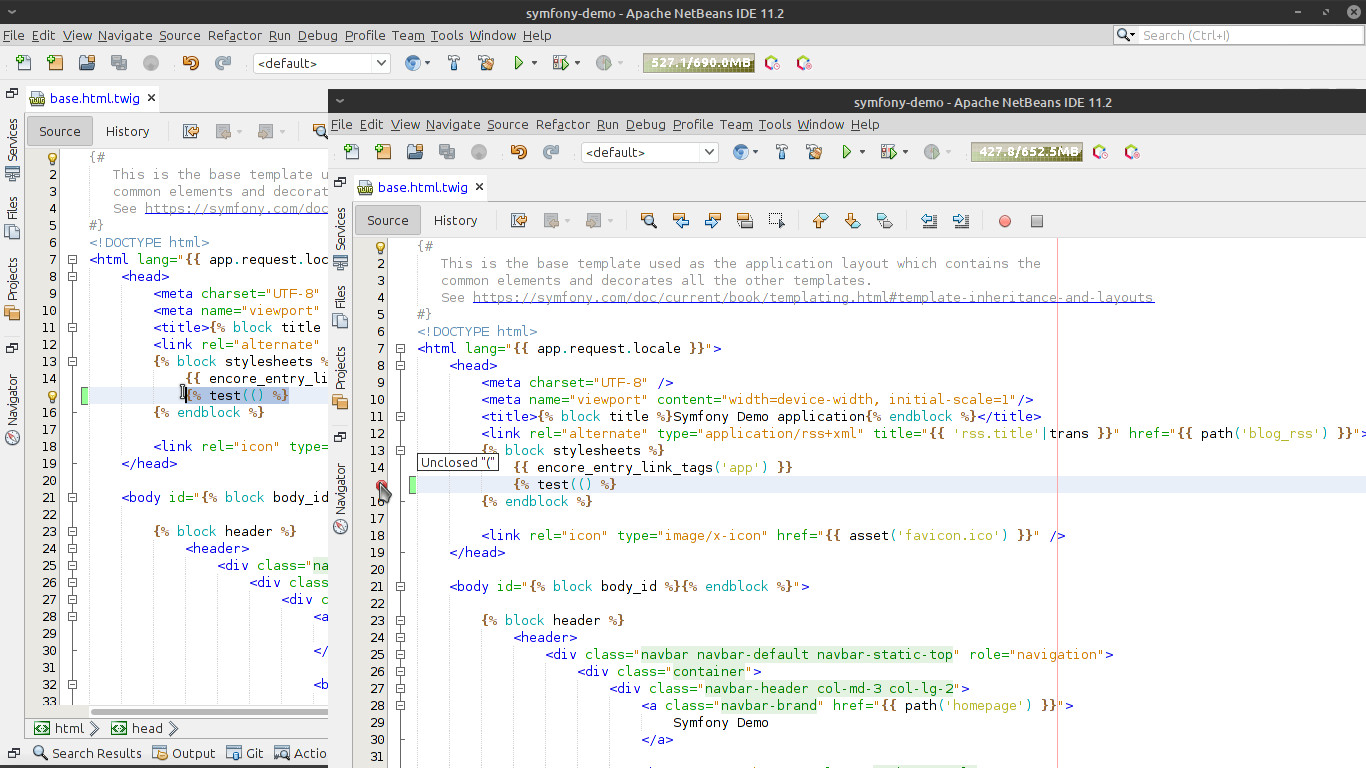 symfony-demo - Apache NetBeans IDE 11.2
File Edit View Navigate Source Refactor Run Debug Profile Team Tools Window Help
Search (Ctrl+I)
<default>
527.1/690.0MB
base.html.twig
Source History
Services
Files
Projects
Navigator
{#
2 This is the base template u
3 common elements and decorat
4 See https://symfony.com/doc
5 #}
6 <!DOCTYPE html>
7 <html lang="{{ app.request.loc
8 <head>
9 <meta charset="UTF-8"
10 <meta name="viewport"
11 <title>{% block title
12 <link rel="alternate"
13 {% block stylesheets %
14 {{ encore_entry_li
{% test(() %}
16 {% endblock %}
17
18 <link rel="icon" type=
19 </head>
20
21 <body id="{% block body_id
22
23 {% block header %}
24 <header>
25 <div class="na
26 <div class
27 <div c
28 <a
29
30 </
31
32 <b
33
html head
Search Results Output Git Actio
symfony-demo - Apache NetBeans IDE 11.2
File Edit View Navigate Source Refactor Run Debug Profile Team Tools Window Help
<default>
427.8/652.5MB
base.html.twig
Source History
Services
Files
Projects
Navigator
{#
2 This is the base template used as the application layout which contains the
3 common elements and decorates all the other templates.
4 See https://symfony.com/doc/current/book/templating.html#template-inheritance-and-layouts
5 #}
6 <!DOCTYPE html>
7 <html lang="{{ app.request.locale }}">
8 <head>
9 <meta charset="UTF-8" />
10 <meta name="viewport" content="width=device-width, initial-scale=1"/>
11 <title>{% block title %}Symfony Demo application{% endblock %}</title>
12 <link rel="alternate" type="application/rss+xml" title="{{ 'rss.title'|trans }}" href="{{ path('blog_rss') }}">
13 {% block stylesheets %}
Unclosed "("
14 {{ encore_entry_link_tags('app') }}
{% test(() %}
16 {% endblock %}
17
18 <link rel="icon" type="image/x-icon" href="{{ asset('favicon.ico') }}" />
19 </head>
20
21 <body id="{% block body_id %}{% endblock %}">
22
23 {% block header %}
24 <header>
25 <div class="navbar navbar-default navbar-static-top" role="navigation">
26 <div class="container">
27 <div class="navbar-header col-md-3 col-lg-2">
28 <a class="navbar-brand" href="{{ path('homepage') }}">
29 Symfony Demo
30 </a>
31